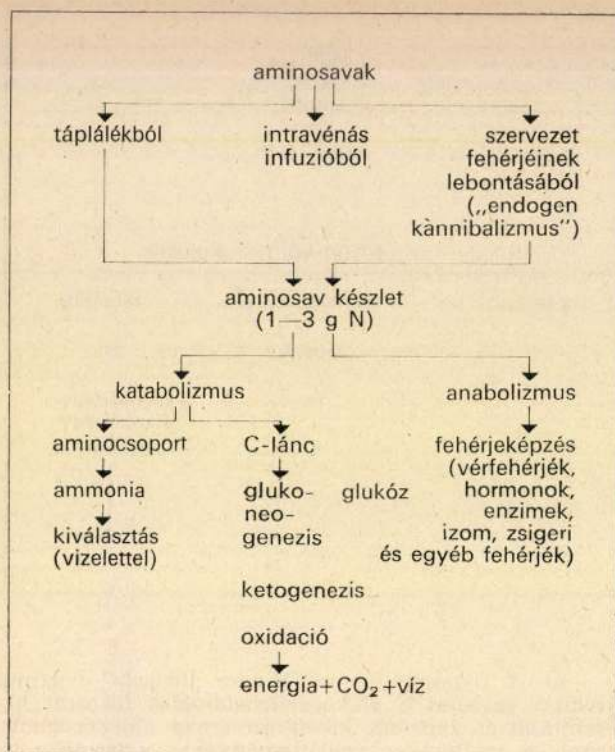 aminosavak
táplálékból
intravénás
infuzióból
szervezet
fehérjéinek
lebontásából
(„endogen
kannibalizmus")
aminosav készlet
(1—3 g N)
katabolizmus
anabolizmus
aminocsoport
ammonia
kiválasztás
(vizelettel)
C-lánc
gluko-
neo-
genezis
glukóz
ketogenezis
oxidació
energia+CO₂+víz
fehérjeképzés
(vérfehérjék,
hormonok,
enzimek,
izom, zsigeri
és egyéb fehérjék)